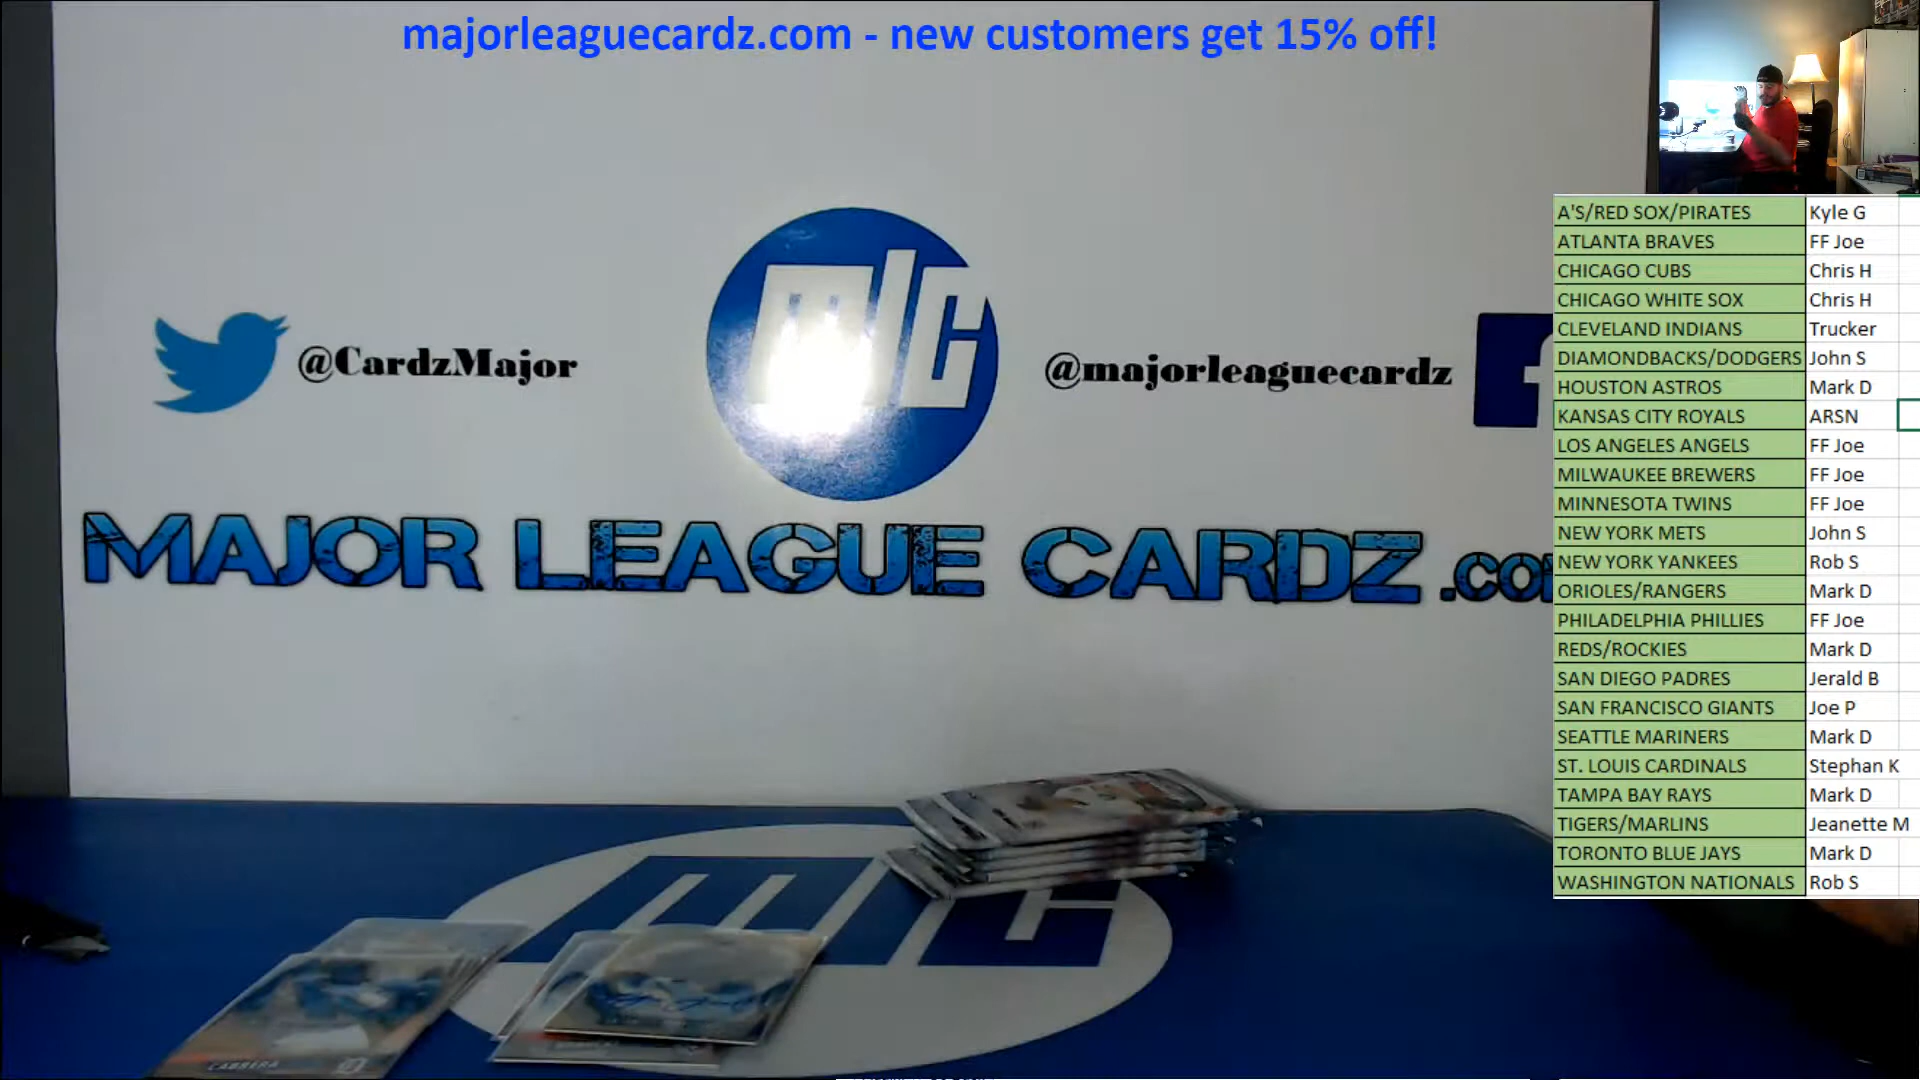 majorleaguecardz.com - new customers get 15% off!
@CardzMajor
mlc
@majorleaguecardz
MAJOR LEAGUE CARDZ .co
A'S/RED SOX/PIRATES Kyle G
ATLANTA BRAVES FF Joe
CHICAGO CUBS Chris H
CHICAGO WHITE SOX Chris H
CLEVELAND INDIANS Trucker
DIAMONDBACKS/DODGERS John S
HOUSTON ASTROS Mark D
KANSAS CITY ROYALS ARSN
LOS ANGELES ANGELS FF Joe
MILWAUKEE BREWERS FF Joe
MINNESOTA TWINS FF Joe
NEW YORK METS John S
NEW YORK YANKEES Rob S
ORIOLES/RANGERS Mark D
PHILADELPHIA PHILLIES FF Joe
REDS/ROCKIES Mark D
SAN DIEGO PADRES Jerald B
SAN FRANCISCO GIANTS Joe P
SEATTLE MARINERS Mark D
ST. LOUIS CARDINALS Stephan K
TAMPA BAY RAYS Mark D
TIGERS/MARLINS Jeanette M
TORONTO BLUE JAYS Mark D
WASHINGTON NATIONALS Rob S
mlc
CABRERA